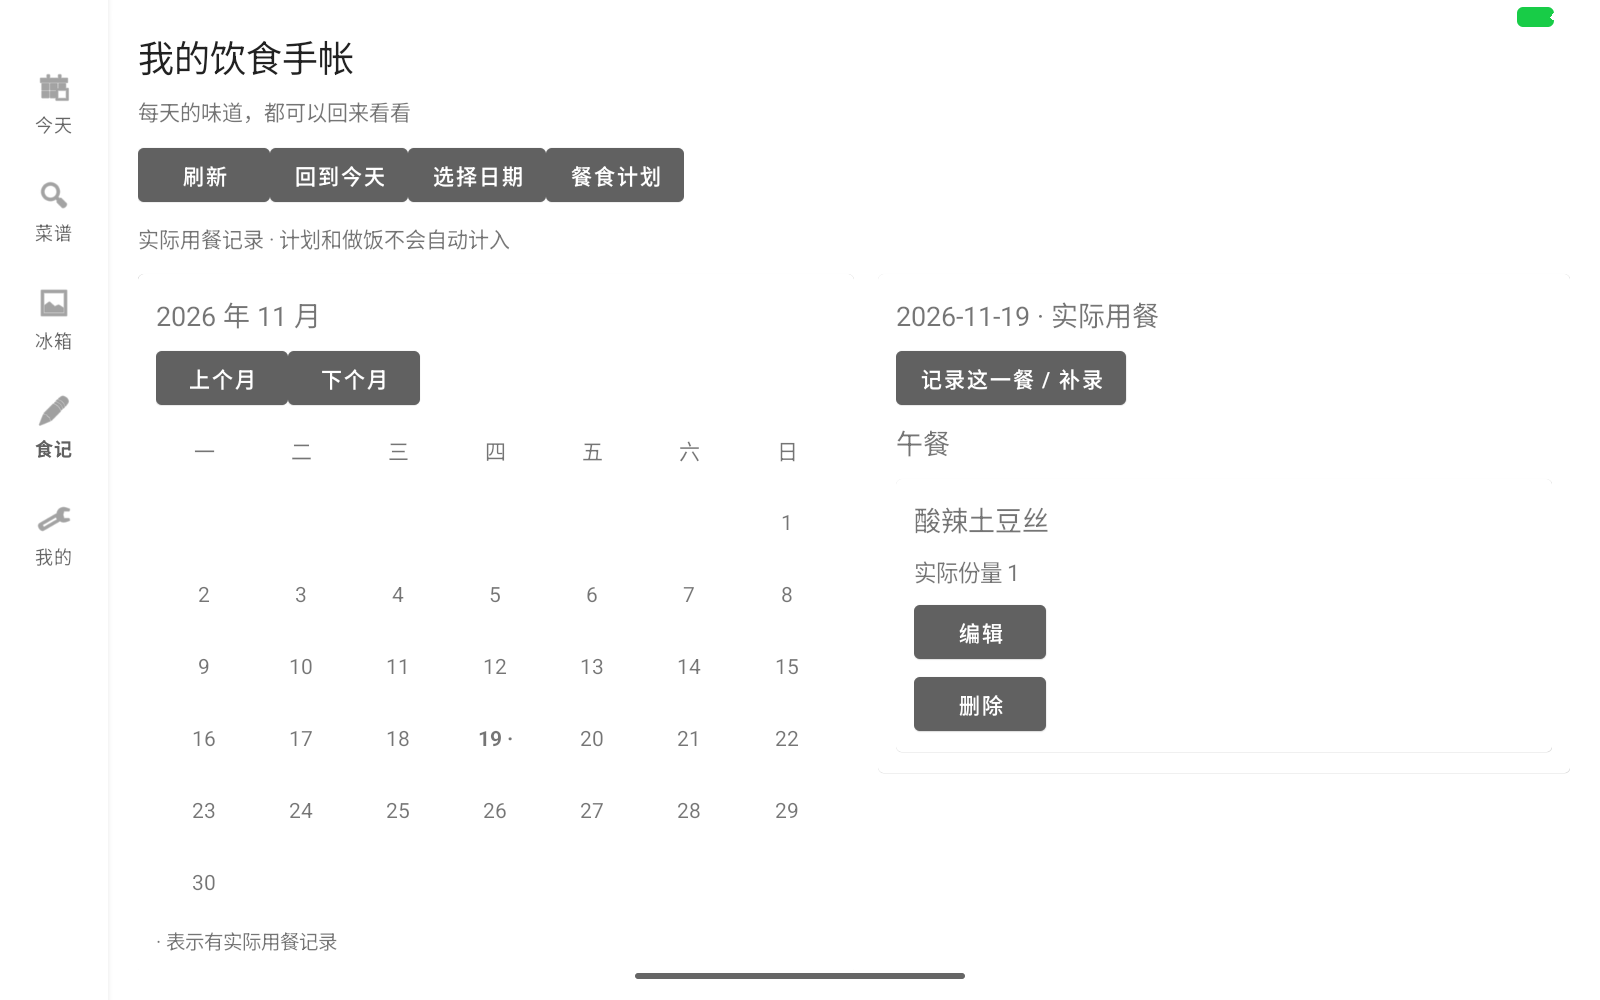 今天
菜谱
冰箱
食记
我的
我的饮食手帐
每天的味道，都可以回来看看
刷新 回到今天 选择日期 餐食计划
实际用餐记录 · 计划和做饭不会自动计入
2026 年 11 月
上个月 下个月
一 二 三 四 五 六 日
1
2 3 4 5 6 7 8
9 10 11 12 13 14 15
16 17 18 19 · 20 21 22
23 24 25 26 27 28 29
30
· 表示有实际用餐记录
2026-11-19 · 实际用餐
记录这一餐 / 补录
午餐
酸辣土豆丝
实际份量 1
编辑
删除